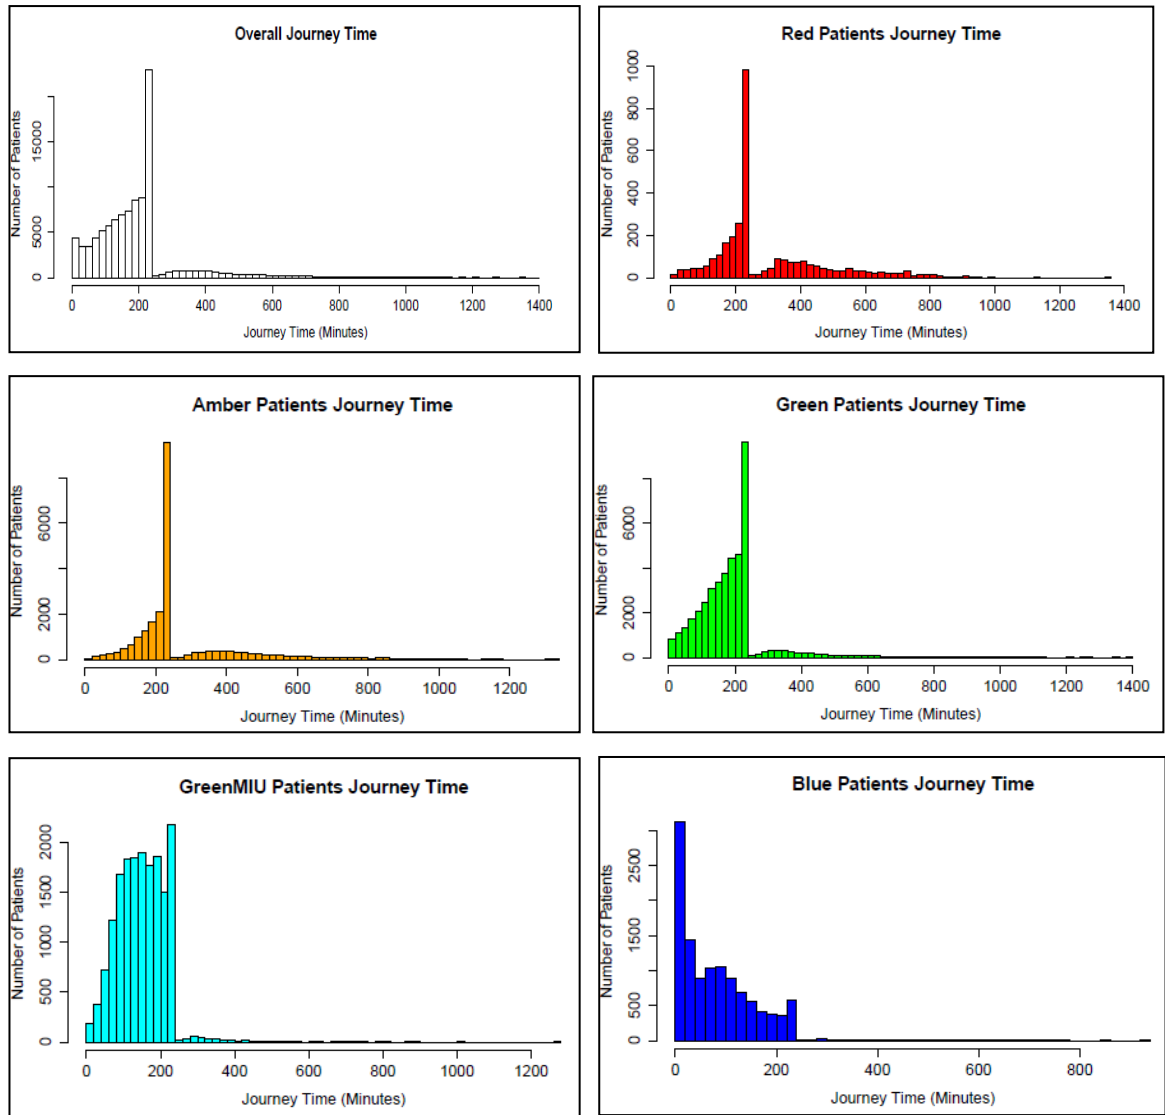 Overall Journey Time
Number of Patients
15000
5000
0
0 200 400 600 800 1000 1200 1400
Journey Time (Minutes)
Red Patients Journey Time
Number of Patients
1000
800
600
400
200
0
0 200 400 600 800 1000 1200 1400
Journey Time (Minutes)
Amber Patients Journey Time
Number of Patients
6000
2000
0
0 200 400 600 800 1000 1200
Journey Time (Minutes)
Green Patients Journey Time
Number of Patients
6000
2000
0
0 200 400 600 800 1000 1200 1400
Journey Time (Minutes)
GreenMIU Patients Journey Time
Number of Patients
2000
1500
1000
500
0
0 200 400 600 800 1000 1200
Journey Time (Minutes)
Blue Patients Journey Time
Number of Patients
2500
1500
500
0
0 200 400 600 800
Journey Time (Minutes)